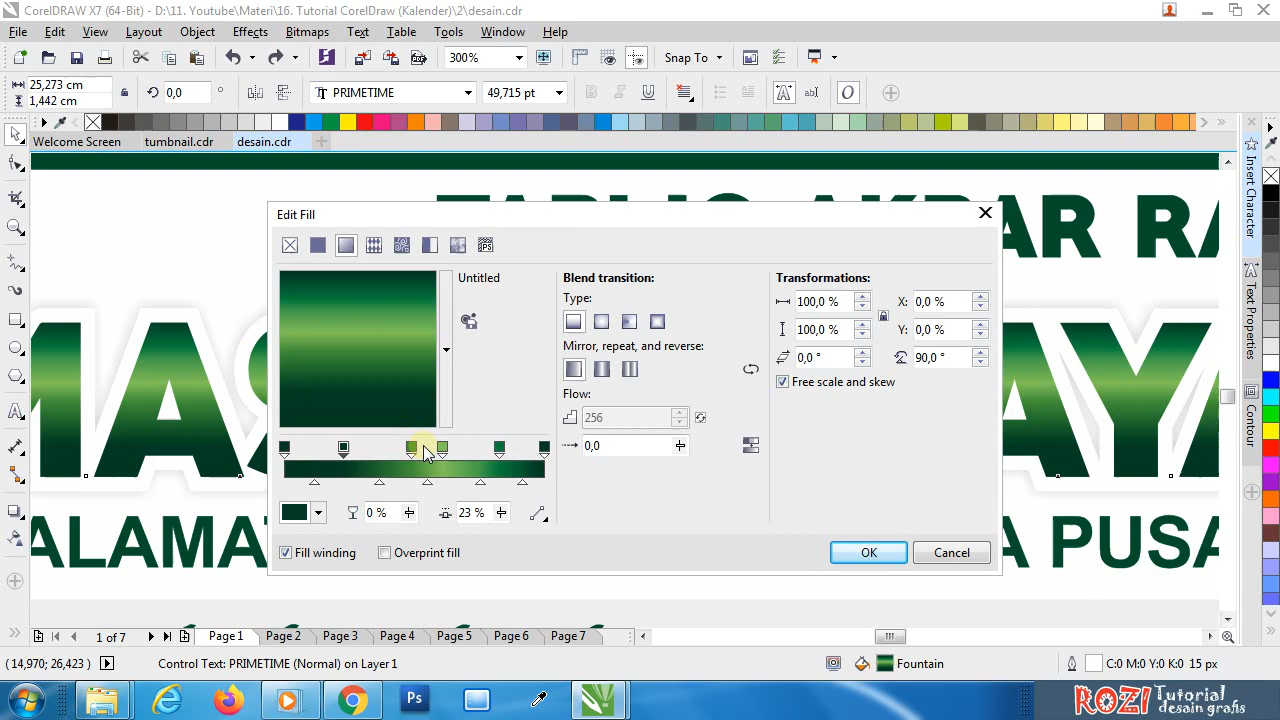 CorelDRAW X7 (64-Bit) - D:\11. Youtube\Materi\16. Tutorial CorelDraw (Kalender)\2\desain.cdr
File Edit View Layout Object Effects Bitmaps Text Table Tools Window Help
300% Snap To
25,273 cm
1,442 cm
0,0 °
PRIMETIME
49,715 pt
Welcome Screen tumbnail.cdr desain.cdr
TABLIG AKBAR RA
Edit Fill
Untitled
Blend transition:
Type:
Mirror, repeat, and reverse:
Flow:
256
0,0
Transformations:
100,0 % X: 0,0 %
100,0 % Y: 0,0 %
0,0 ° 90,0 °
Free scale and skew
0 % 23 %
Fill winding Overprint fill
OK Cancel
MAS
AYA
ALAMA
A PUSA
Insert Character
Text Properties
Contour
1 of 7 Page 1 Page 2 Page 3 Page 4 Page 5 Page 6 Page 7
(14,970; 26,423) Control Text: PRIMETIME (Normal) on Layer 1 Fountain C:0 M:0 Y:0 K:0 15 px
Ps
ROZI Tutorial
desain grafis